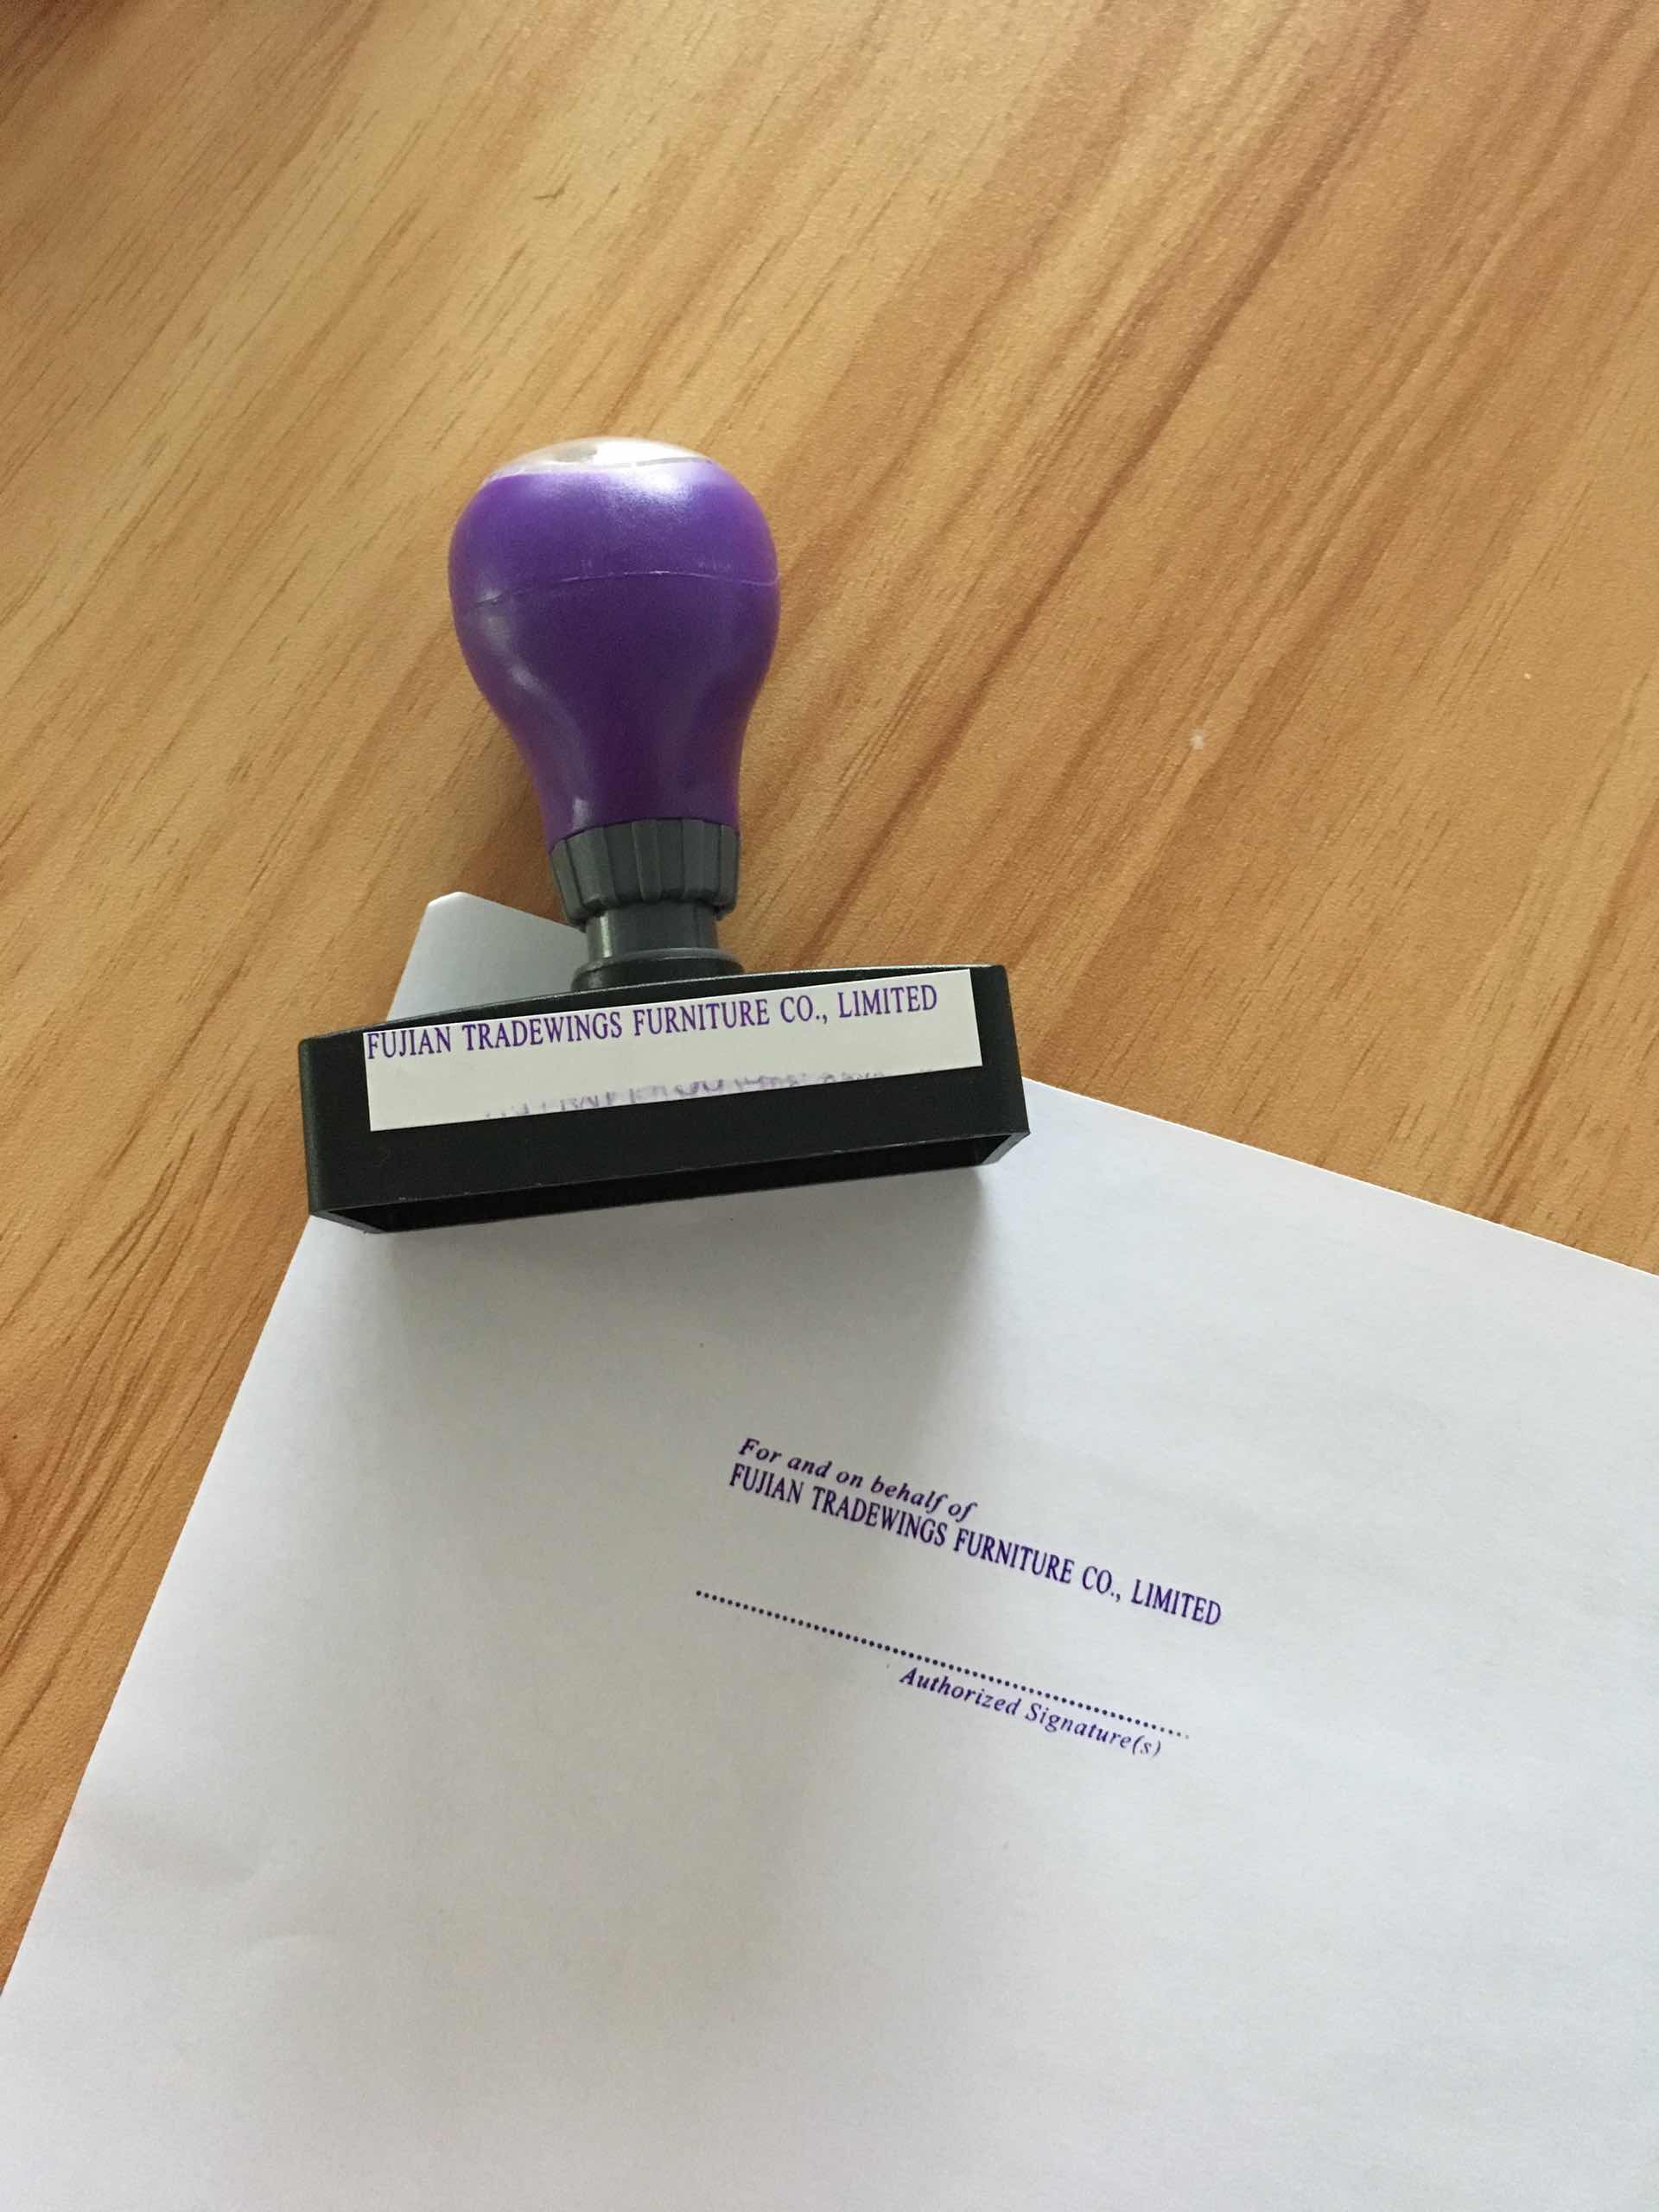 FUJIAN TRADEWINGS FURNITURE CO., LIMITED
For and on behalf of
FUJIAN TRADEWINGS FURNITURE CO., LIMITED
Authorized Signature(s)